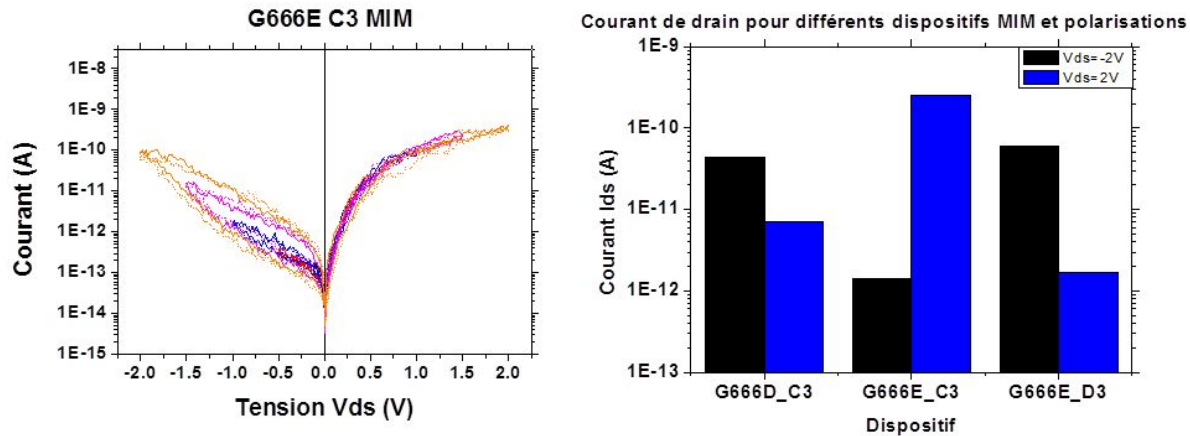 G666E C3 MIM
1E-8
1E-9
1E-10
1E-11
1E-12
1E-13
1E-14
1E-15
Courant (A)
-2.0 -1.5 -1.0 -0.5 0.0 0.5 1.0 1.5 2.0
Tension Vds (V)
Courant de drain pour différents dispositifs MIM et polarisations
Vds=-2V
Vds=2V
1E-9
1E-10
1E-11
1E-12
1E-13
Courant Ids (A)
G666D_C3 G666E_C3 G666E_D3
Dispositif